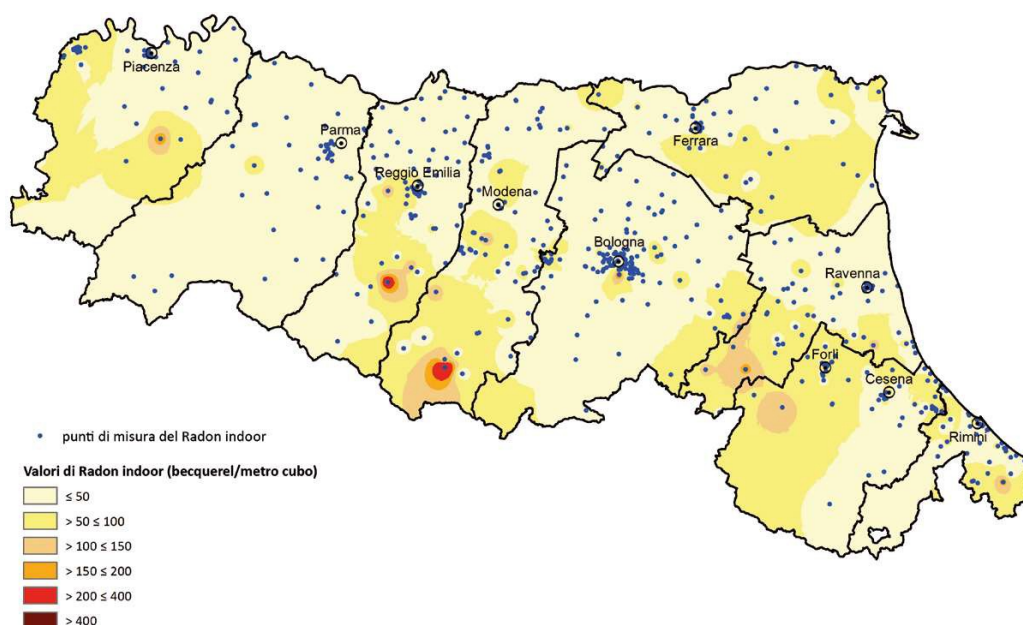 Piacenza
Parma
Reggio Emilia
Modena
Ferrara
Bologna
Ravenna
Forlì
Cesena
Rimini
punti di misura del Radon indoor
Valori di Radon indoor (becquerel/metro cubo)
≤ 50
> 50 ≤ 100
> 100 ≤ 150
> 150 ≤ 200
> 200 ≤ 400
> 400